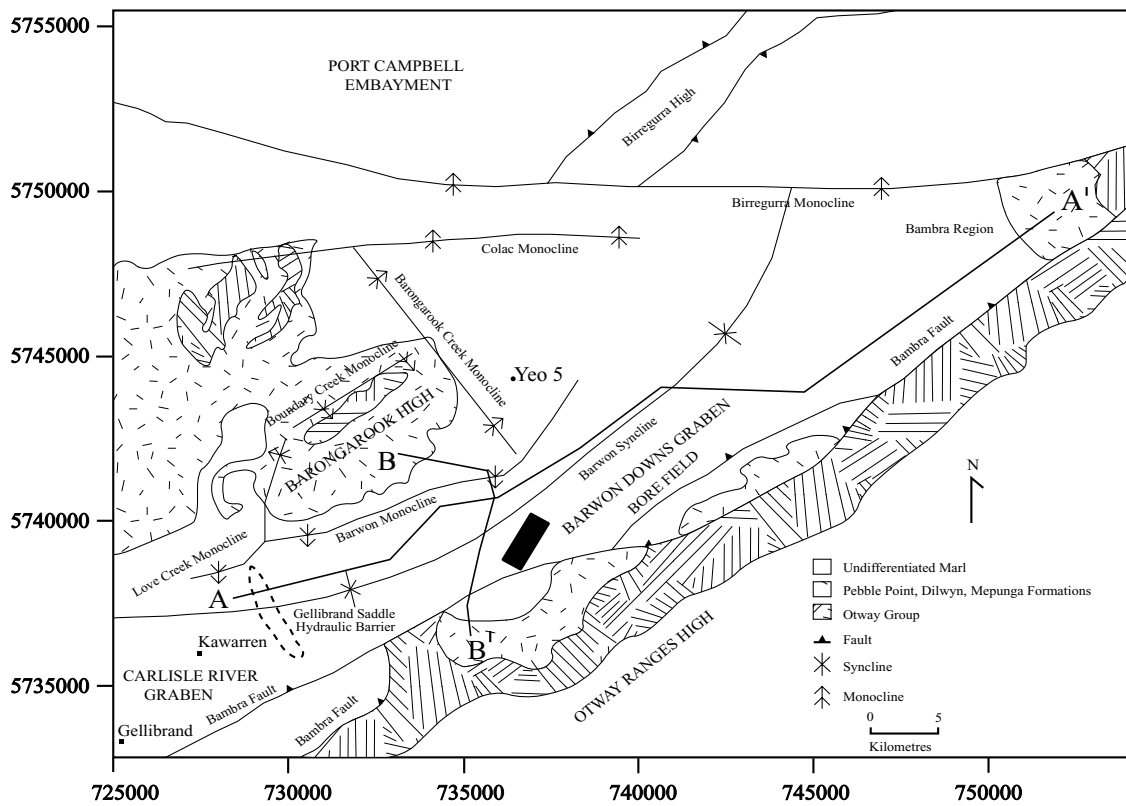 5755000
PORT CAMPBELL
EMBAYMENT
Birregurra High
5750000
Birregurra Monocline
A'
Bambra Region
Colac Monocline
Barongarook Creek Monocline
5745000
Bambra Fault
Boundary Creek Monocline
Yeo 5
BARONGAROOK HIGH
B
Barwon Syncline
BARWON DOWNS GRABEN
BORE FIELD
N
5740000
Barwon Monocline
Love Creek Monocline
A
Gellibrand Saddle
Hydraulic Barrier
Kawarren
B'
OTWAY RANGES HIGH
5735000
CARLISLE RIVER
GRABEN
Bambra Fault
Bambra Fault
Gellibrand
Undifferentiated Marl
Pebble Point, Dilwyn, Mepunga Formations
Otway Group
Fault
Syncline
Monocline
0 5
Kilometres
725000 730000 735000 740000 745000 750000